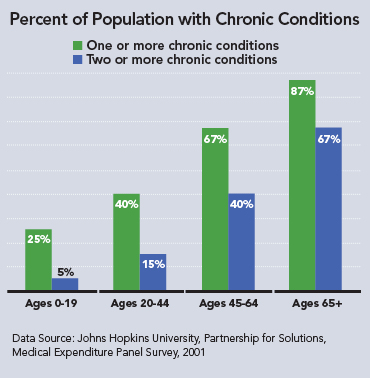 Percent of Population with Chronic Conditions
One or more chronic conditions
Two or more chronic conditions
25%
5%
40%
15%
67%
40%
87%
67%
Ages 0-19
Ages 20-44
Ages 45-64
Ages 65+
Data Source: Johns Hopkins University, Partnership for Solutions,
Medical Expenditure Panel Survey, 2001